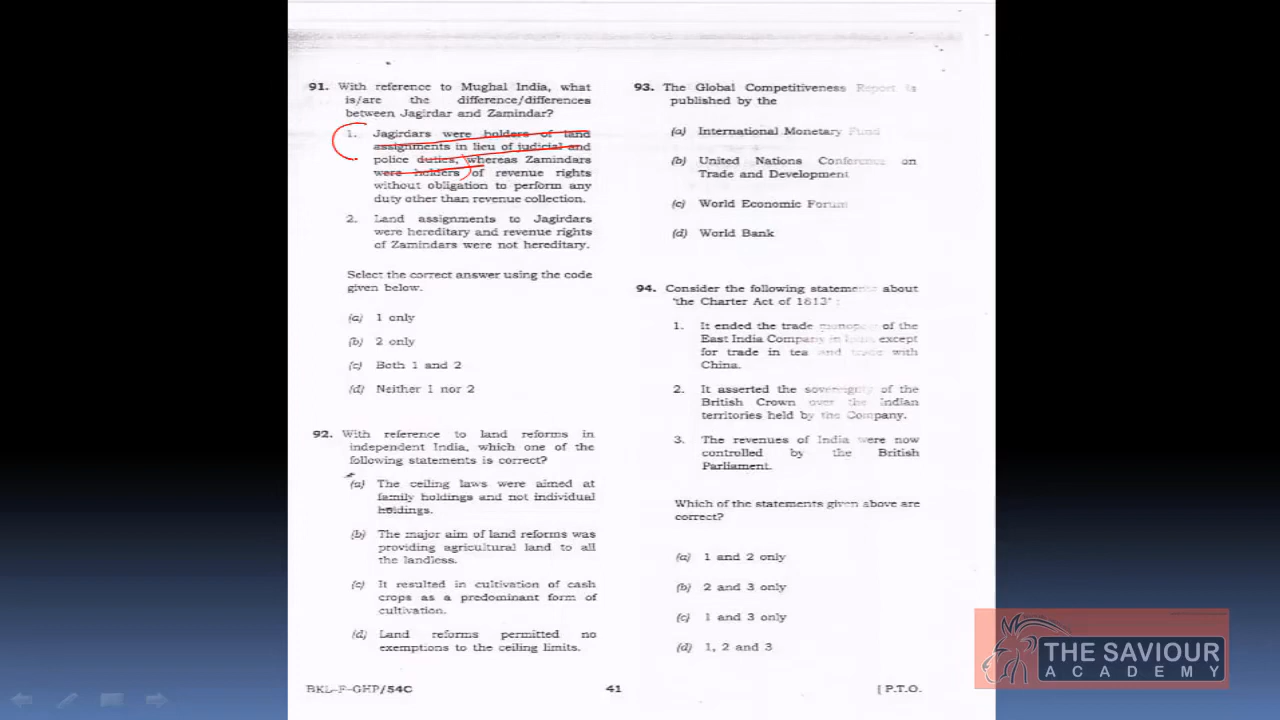 91. With reference to Mughal India, what
is/are the difference/differences
between Jagirdar and Zamindar?
1. Jagirdars were holders of land
assignments in lieu of judicial and
police duties, whereas Zamindars
were holders of revenue rights
without obligation to perform any
duty other than revenue collection.
2. Land assignments to Jagirdars
were hereditary and revenue rights
of Zamindars were not hereditary.
Select the correct answer using the code
given below.
(a) 1 only
(b) 2 only
(c) Both 1 and 2
(d) Neither 1 nor 2
92. With reference to land reforms in
independent India, which one of the
following statements is correct?
(a) The ceiling laws were aimed at
family holdings and not individual
holdings.
(b) The major aim of land reforms was
providing agricultural land to all
the landless.
(c) It resulted in cultivation of cash
crops as a predominant form of
cultivation.
(d) Land reforms permitted no
exemptions to the ceiling limits.
BKL-F-GHP/54C
93. The Global Competitiveness Report is
published by the
(a) International Monetary Fund
(b) United Nations Conference on
Trade and Development
(c) World Economic Forum
(d) World Bank
94. Consider the following statements about
'the Charter Act of 1813' :
1. It ended the trade monopoly of the
East India Company in India except
for trade in tea and trade with
China.
2. It asserted the sovereignty of the
British Crown over the Indian
territories held by the Company.
3. The revenues of India were now
controlled by the British
Parliament.
Which of the statements given above are
correct?
(a) 1 and 2 only
(b) 2 and 3 only
(c) 1 and 3 only
(d) 1, 2 and 3
41
[ P.T.O.
THE SAVIOUR
ACADEMY